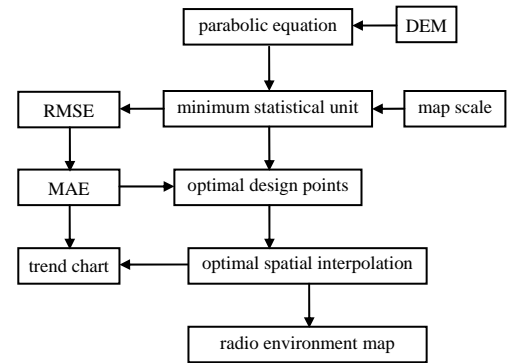 parabolic equation
DEM
RMSE
minimum statistical unit
map scale
MAE
optimal design points
trend chart
optimal spatial interpolation
radio environment map